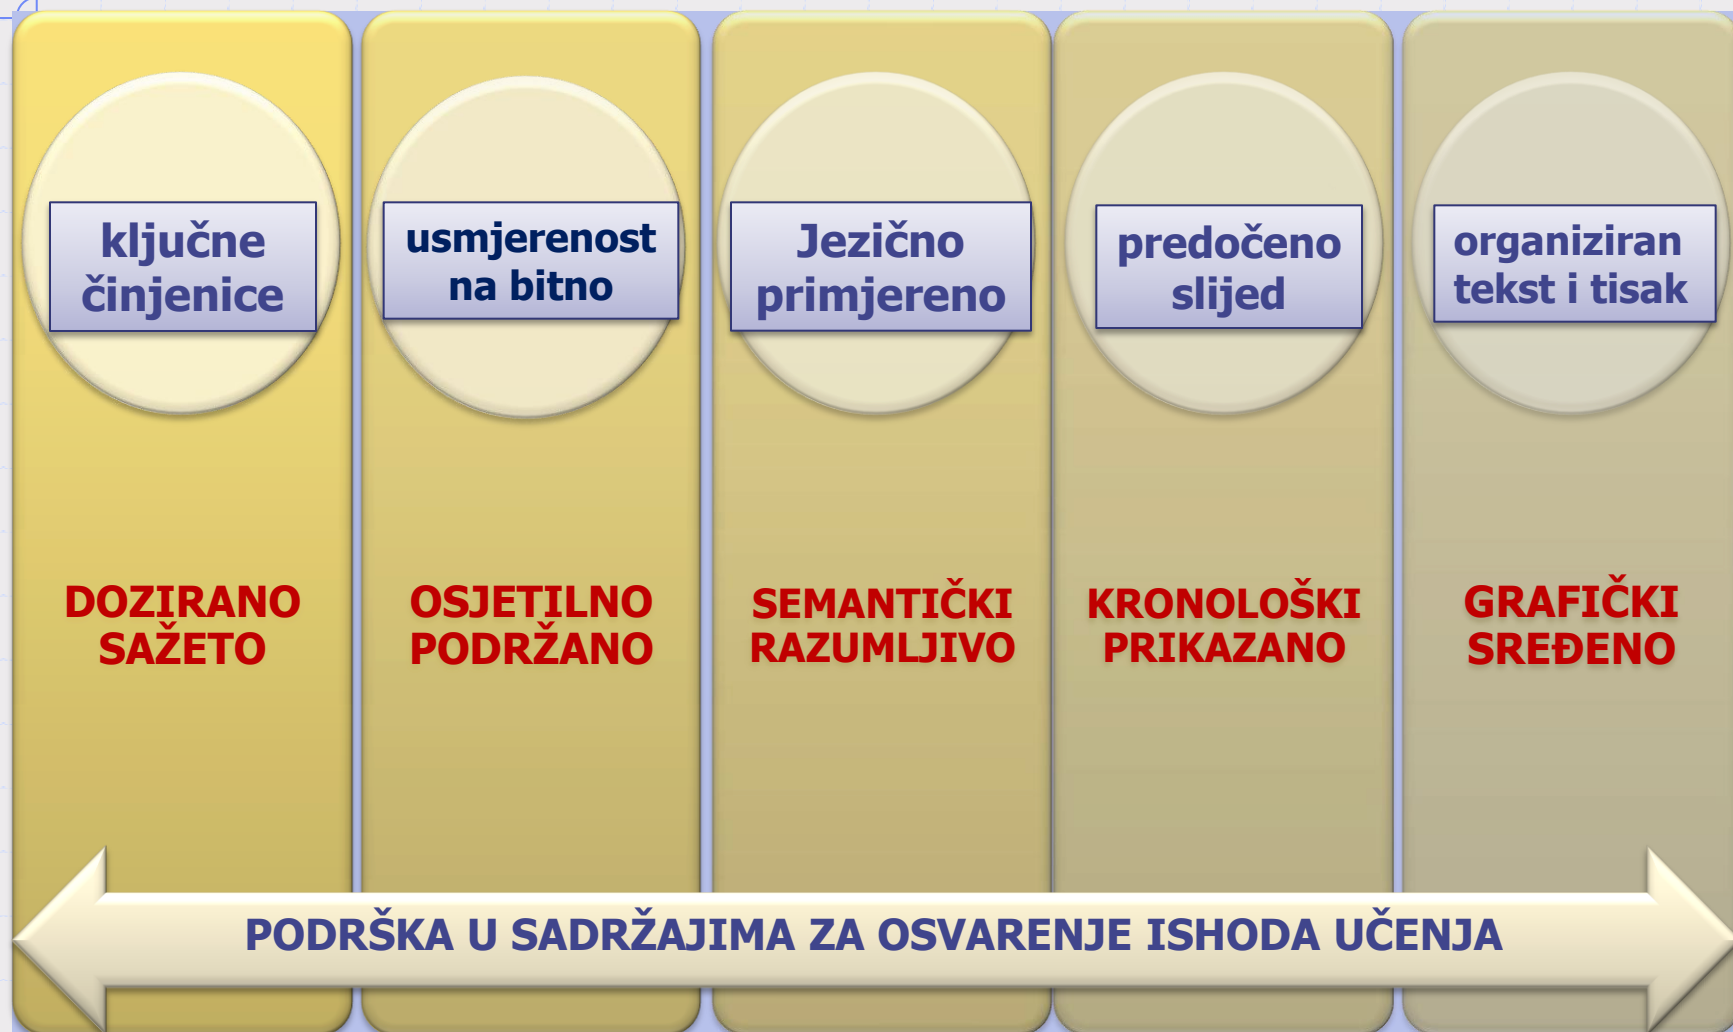 ključne
činjenice
usmjerenost
na bitno
Jezično
primjereno
predočeno
slijed
organiziran
tekst i tisak
DOZIRANO
SAŽETO
OSJETILNO
PODRŽANO
SEMANTIČKI
RAZUMLJIVO
KRONOLOŠKI
PRIKAZANO
GRAFIČKI
SREĐENO
PODRŠKA U SADRŽAJIMA ZA OSVARENJE ISHODA UČENJA